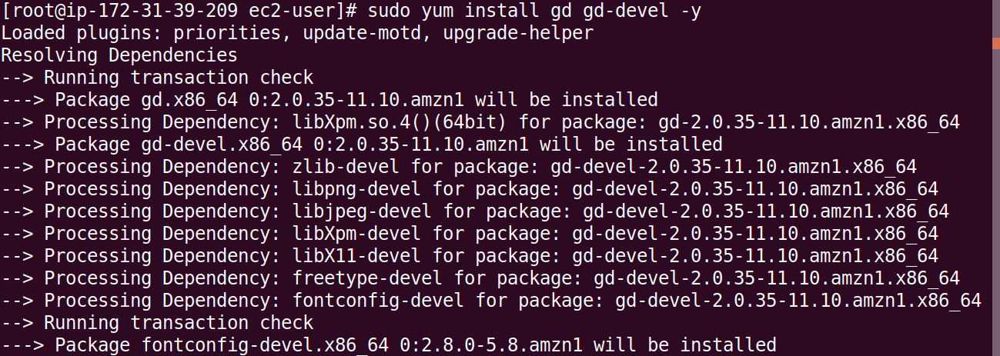 [root@ip-172-31-39-209 ec2-user]# sudo yum install gd gd-devel -y
Loaded plugins: priorities, update-motd, upgrade-helper
Resolving Dependencies
--> Running transaction check
---> Package gd.x86_64 0:2.0.35-11.10.amzn1 will be installed
--> Processing Dependency: libXpm.so.4()(64bit) for package: gd-2.0.35-11.10.amzn1.x86_64
---> Package gd-devel.x86_64 0:2.0.35-11.10.amzn1 will be installed
--> Processing Dependency: zlib-devel for package: gd-devel-2.0.35-11.10.amzn1.x86_64
--> Processing Dependency: libpng-devel for package: gd-devel-2.0.35-11.10.amzn1.x86_64
--> Processing Dependency: libjpeg-devel for package: gd-devel-2.0.35-11.10.amzn1.x86_64
--> Processing Dependency: libXpm-devel for package: gd-devel-2.0.35-11.10.amzn1.x86_64
--> Processing Dependency: libX11-devel for package: gd-devel-2.0.35-11.10.amzn1.x86_64
--> Processing Dependency: freetype-devel for package: gd-devel-2.0.35-11.10.amzn1.x86_64
--> Processing Dependency: fontconfig-devel for package: gd-devel-2.0.35-11.10.amzn1.x86_64
--> Running transaction check
---> Package fontconfig-devel.x86_64 0:2.8.0-5.8.amzn1 will be installed